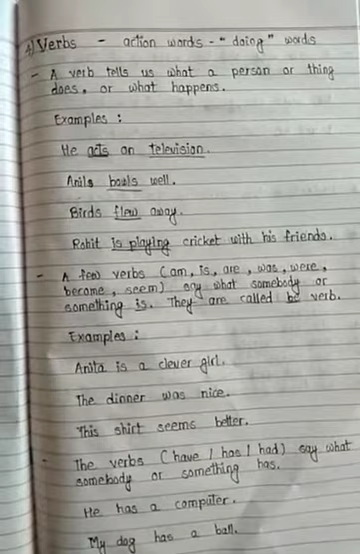 4) Verbs - action words - "doing" words
- A verb tells us what a person or thing
does, or what happens.
Examples :
He acts on television.
Anils bowls well.
Birds flew away.
Rohit is playing cricket with his friends.
- A few verbs (am, is, are, was, were,
become, seem) say what somebody or
something is. They are called be verb.
Examples :
Anita is a clever girl.
The dinner was nice.
This shirt seems better.
- The verbs (have / has / had) say what
somebody or something has.
He has a computer.
My dog has a ball.